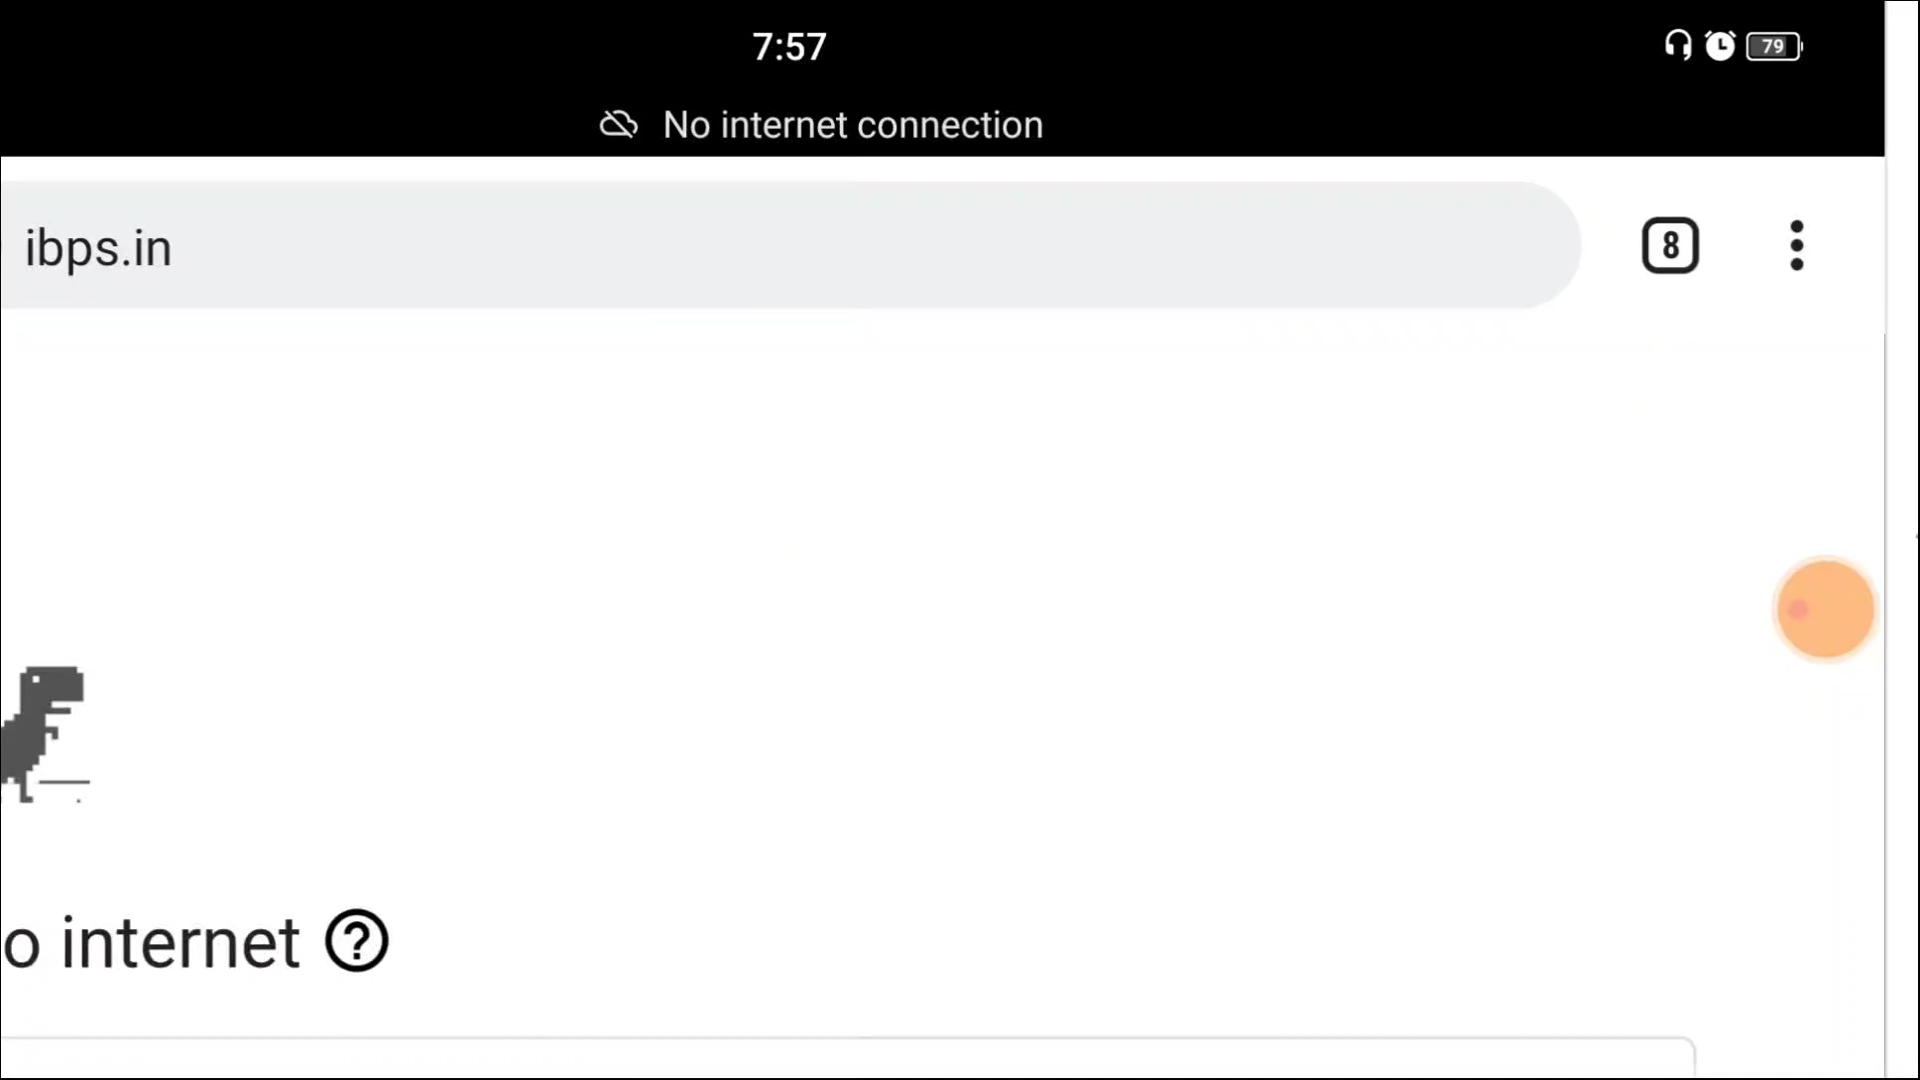 7:57
79
No internet connection
ibps.in
8
o internet